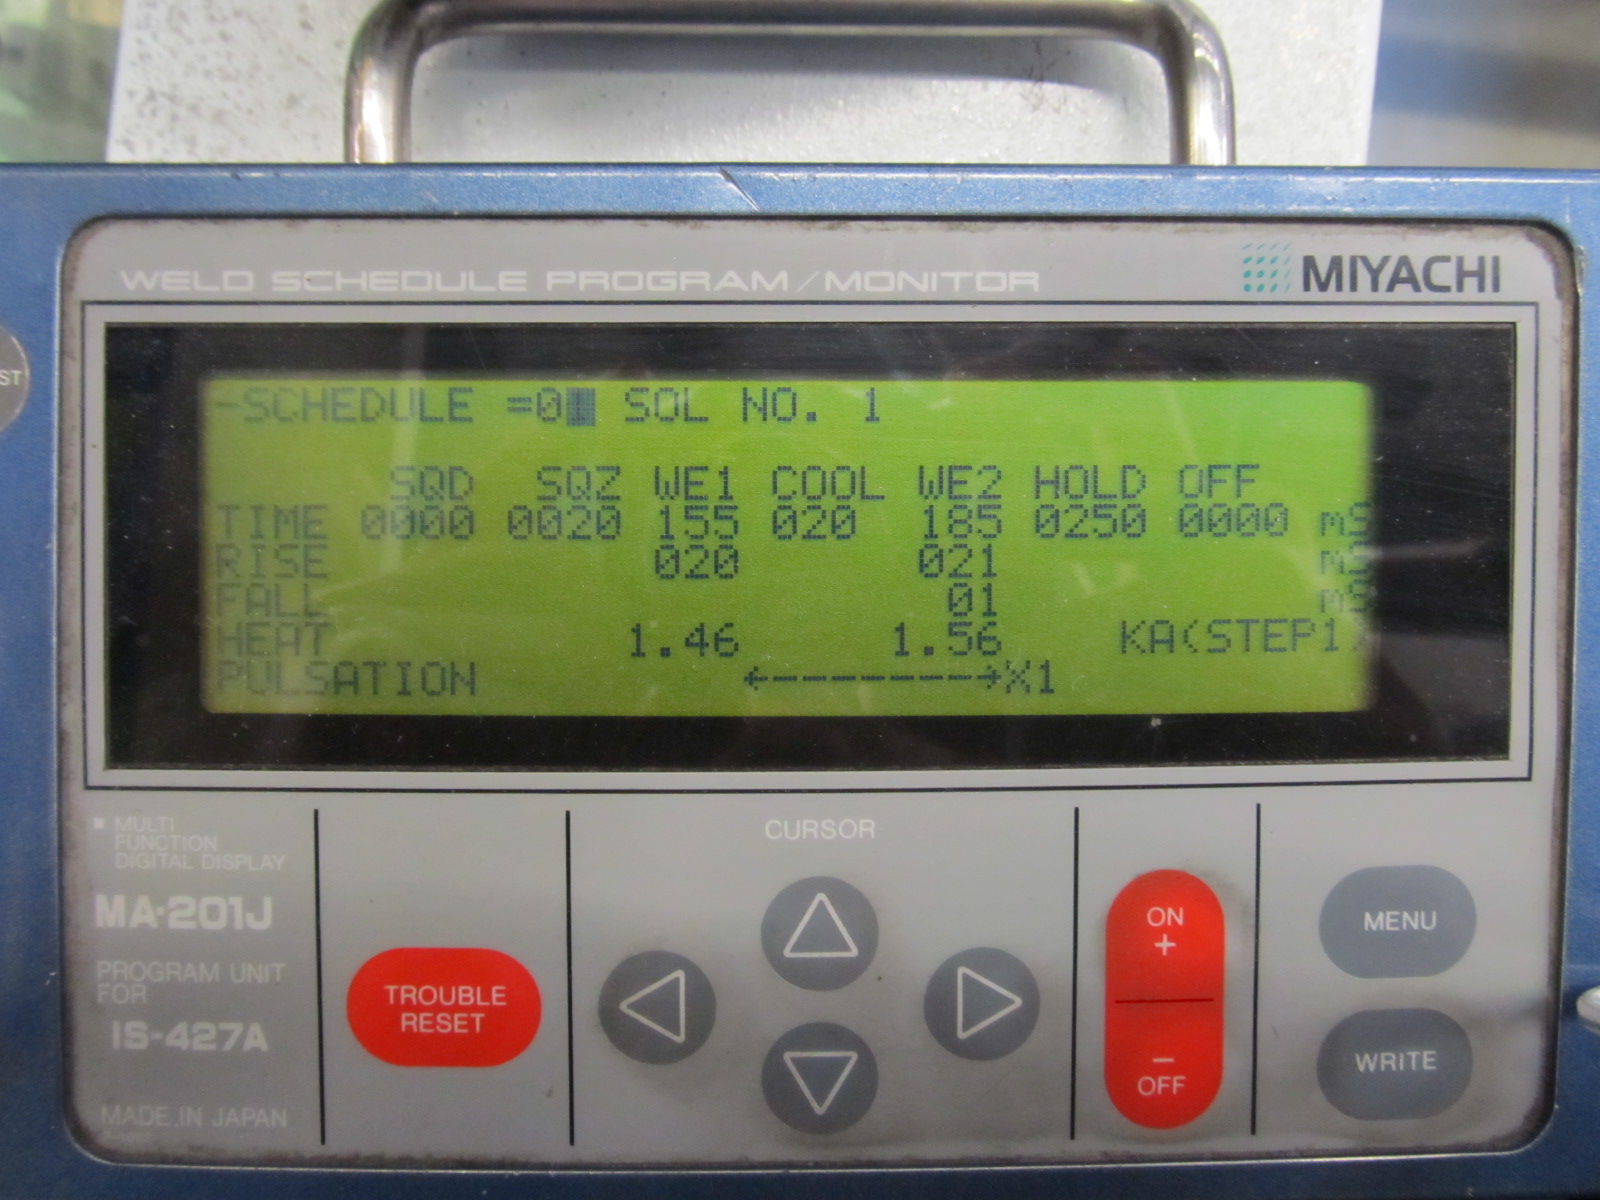 WELD SCHEDULE PROGRAM/MONITOR
MIYACHI
ST
-SCHEDULE =0 SOL NO. 1
SQD SQZ WE1 COOL WE2 HOLD OFF
TIME 0000 0020 155 020 185 0250 0000 mS
RISE 020 021 mS
FALL 01 mS
HEAT 1.46 1.56 KA(STEP1)
PULSATION ←-------→X1
MULTI
FUNCTION
DIGITAL DISPLAY
MA-201J
PROGRAM UNIT
FOR
IS-427A
MADE IN JAPAN
TROUBLE
RESET
CURSOR
ON
+
−
OFF
MENU
WRITE